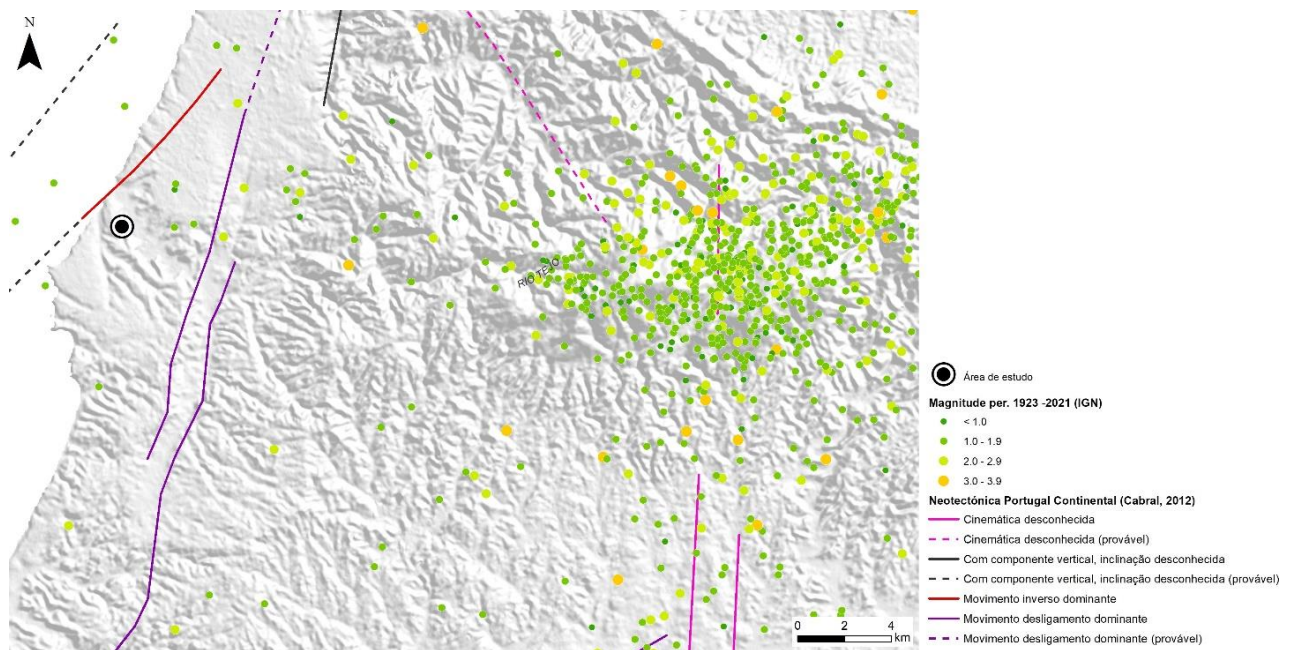 N
RIO TEJO
0 2 4
km
Área de estudo
Magnitude per. 1923 -2021 (IGN)
< 1.0
1.0 - 1.9
2.0 - 2.9
3.0 - 3.9
Neotectónica Portugal Continental (Cabral, 2012)
Cinemática desconhecida
Cinemática desconhecida (provável)
Com componente vertical, inclinação desconhecida
Com componente vertical, inclinação desconhecida (provável)
Movimento inverso dominante
Movimento desligamento dominante
Movimento desligamento dominante (provável)